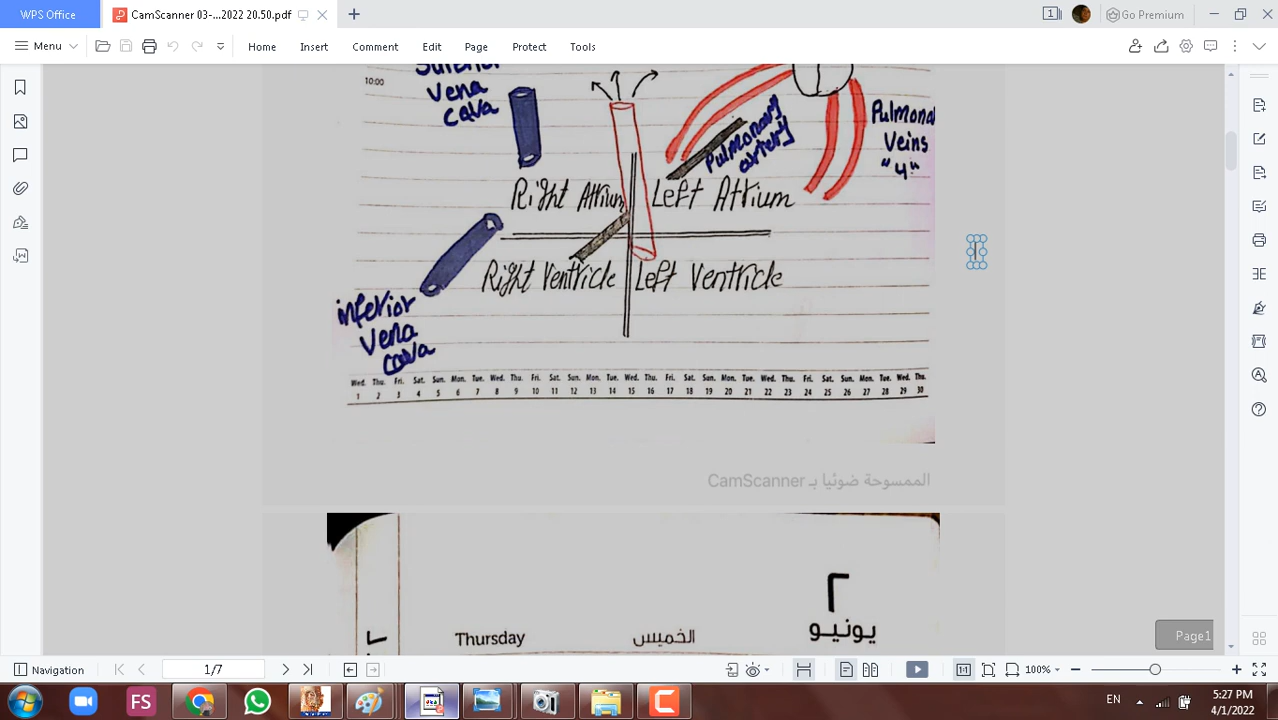 WPS Office
CamScanner 03-...2022 20.50.pdf
1
Go Premium
Menu
Home
Insert
Comment
Edit
Page
Protect
Tools
10:00
Vena
Cava
Pulmonary
artery
Veins
"4"
Right Atrium
Left Atrium
Right Ventricle
Left Ventricle
inferior
Vena
cava
Wed. Thu. Fri. Sat. Sun. Mon. Tue. Wed. Thu. Fri. Sat. Sun. Mon. Tue. Wed. Thu. Fri. Sat. Sun. Mon. Tue. Wed. Thu. Fri. Sat. Sun. Mon. Tue. Wed. Thu.
1 2 3 4 5 6 7 8 9 10 11 12 13 14 15 16 17 18 19 20 21 22 23 24 25 26 27 28 29 30
الممسوحة ضوئيا بـ CamScanner
٢
يونيو
Thursday
الخميس
Page1
Navigation
1/7
100%
FS
EN
5:27 PM
4/1/2022